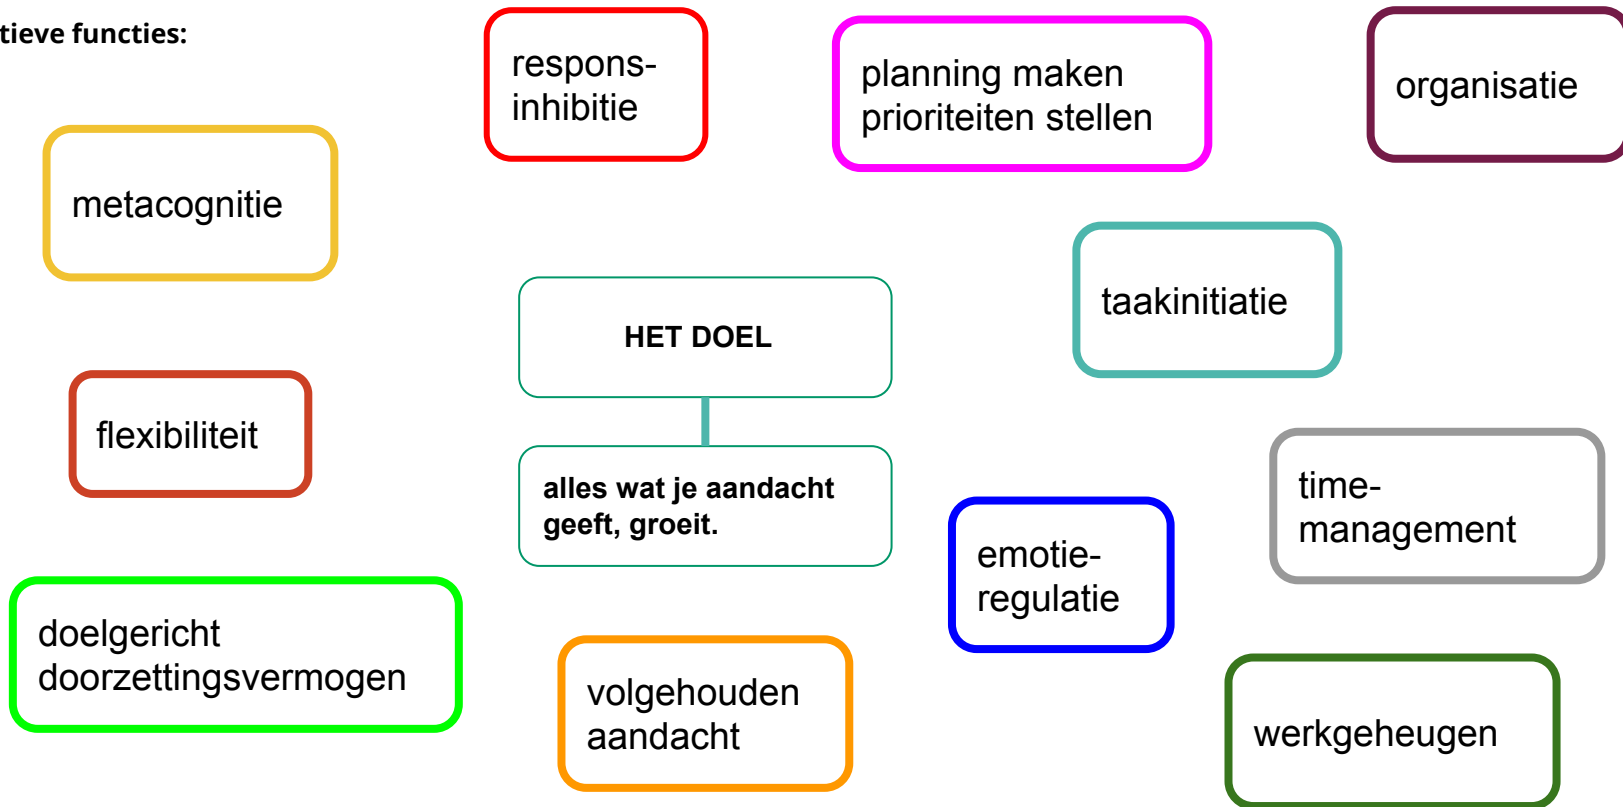 tieve functies:
respons-
inhibitie
planning maken
prioriteiten stellen
organisatie
metacognitie
taakinitiatie
HET DOEL
flexibiliteit
alles wat je aandacht
geeft, groeit.
time-
management
emotie-
regulatie
doelgericht
doorzettingsvermogen
volgehouden
aandacht
werkgeheugen